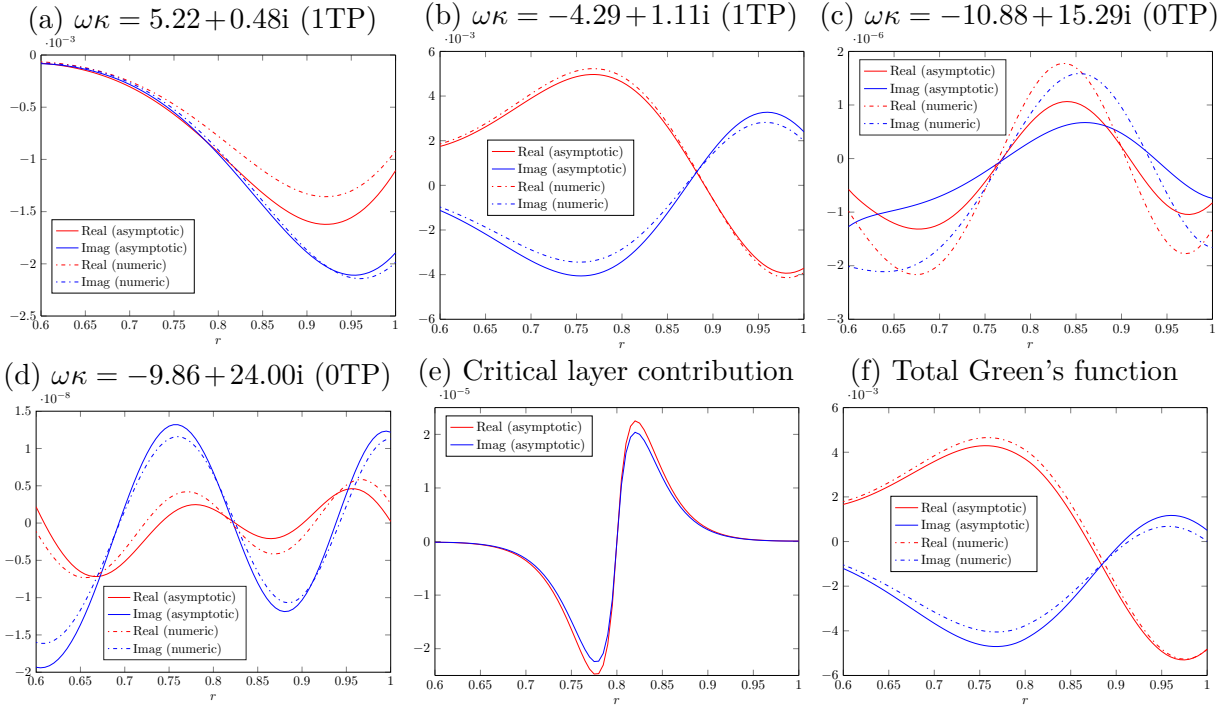 (a) ωκ = 5.22+0.48i (1TP)
·10⁻³
0
−0.5
−1
−1.5
−2
−2.5
Real (asymptotic)
Imag (asymptotic)
Real (numeric)
Imag (numeric)
0.6 0.65 0.7 0.75 0.8 0.85 0.9 0.95 1
r
(b) ωκ = −4.29+1.11i (1TP)
·10⁻³
6
4
2
0
−2
−4
−6
Real (asymptotic)
Imag (asymptotic)
Real (numeric)
Imag (numeric)
0.6 0.65 0.7 0.75 0.8 0.85 0.9 0.95 1
r
(c) ωκ = −10.88+15.29i (0TP)
·10⁻⁶
2
1
0
−1
−2
−3
Real (asymptotic)
Imag (asymptotic)
Real (numeric)
Imag (numeric)
0.6 0.65 0.7 0.75 0.8 0.85 0.9 0.95 1
r
(d) ωκ = −9.86+24.00i (0TP)
·10⁻⁸
1.5
1
0.5
0
−0.5
−1
−1.5
−2
Real (asymptotic)
Imag (asymptotic)
Real (numeric)
Imag (numeric)
0.6 0.65 0.7 0.75 0.8 0.85 0.9 0.95 1
r
(e) Critical layer contribution
·10⁻⁵
2
1
0
−1
−2
Real (asymptotic)
Imag (asymptotic)
0.6 0.65 0.7 0.75 0.8 0.85 0.9 0.95 1
r
(f) Total Green's function
·10⁻³
6
4
2
0
−2
−4
−6
Real (asymptotic)
Imag (asymptotic)
Real (numeric)
Imag (numeric)
0.6 0.65 0.7 0.75 0.8 0.85 0.9 0.95 1
r